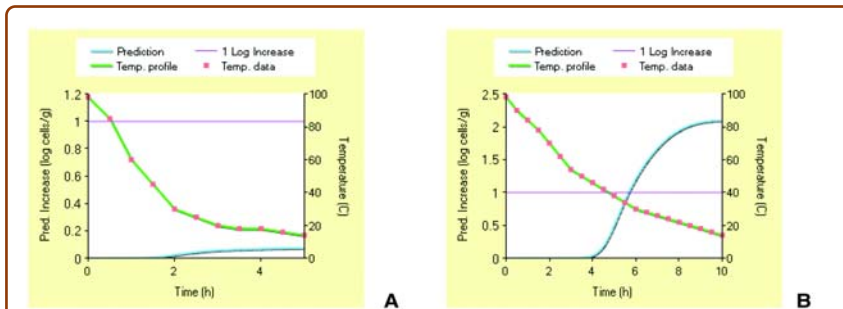 Prediction 1 Log Increase
Temp. profile Temp. data
1.2 100
1 80
0.8 60
0.6
0.4 40
0.2 20
0 0
0 2 4
Pred. Increase (log cells/g)
Temperature (C)
Time (h)
A
Prediction 1 Log Increase
Temp. profile Temp. data
2.5 100
2 80
1.5 60
1 40
0.5 20
0 0
0 2 4 6 8 10
Pred. Increase (log cells/g)
Temperature (C)
Time (h)
B